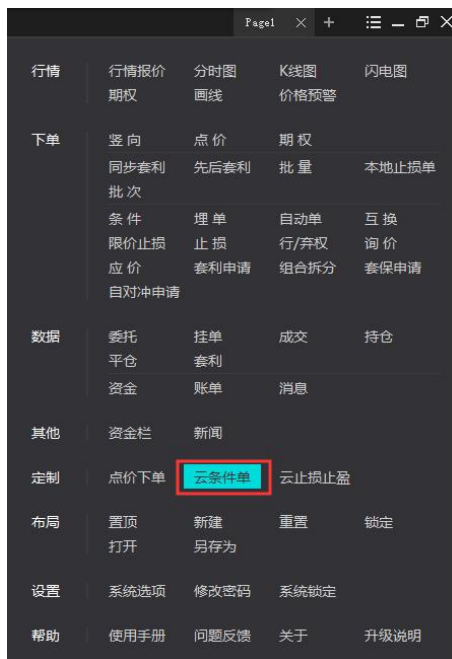 Page1
行情 行情报价 分时图 K线图 闪电图
期权 画线 价格预警
下单 竖向 点价 期权
同步套利 先后套利 批量 本地止损单
批次
条件 埋单 自动单 互换
限价止损 止损 行/弃权 询价
应价 套利申请 组合拆分 套保申请
自对冲申请
数据 委托 挂单 成交 持仓
平仓 套利
资金 账单 消息
其他 资金栏 新闻
定制 点价下单 云条件单 云止损止盈
布局 置顶 新建 重置 锁定
打开 另存为
设置 系统选项 修改密码 系统锁定
帮助 使用手册 问题反馈 关于 升级说明